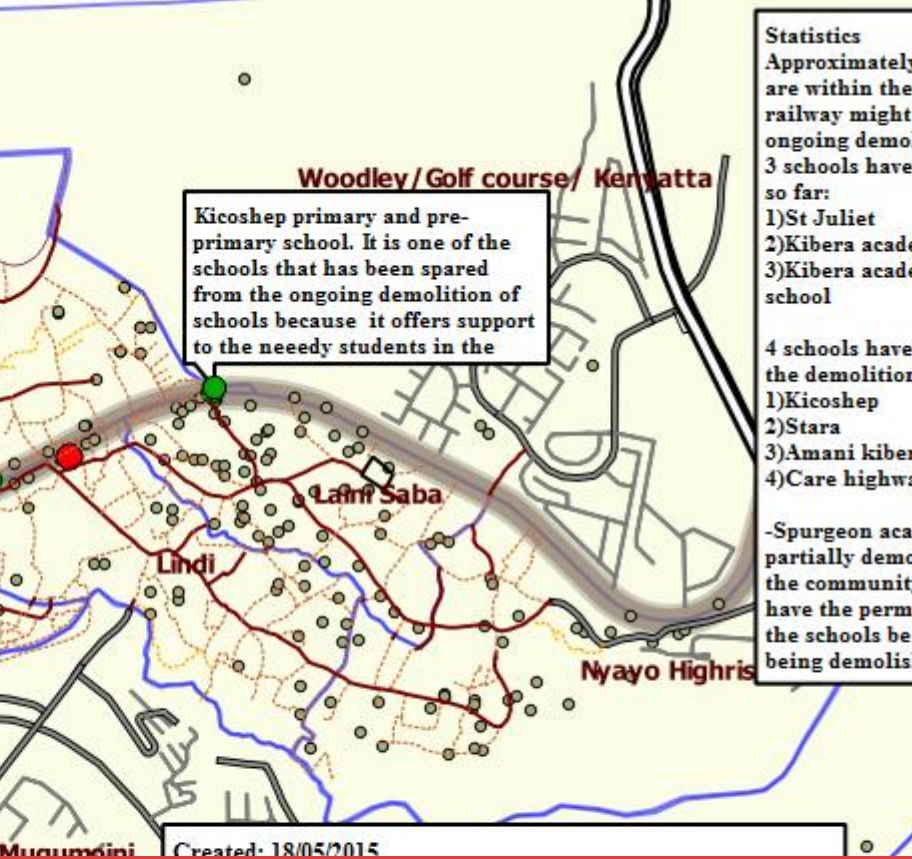 Woodley/Golf course/ Kenyatta
Kicoshep primary and pre-
primary school. It is one of the
schools that has been spared
from the ongoing demolition of
schools because it offers support
to the neeedy students in the
Statistics
Approximately
are within the
railway might
ongoing demol
3 schools have
so far:
1)St Juliet
2)Kibera acade
3)Kibera acade
school
4 schools have
the demolition
1)Kicoshep
2)Stara
3)Amani kiber
4)Care highwa
-Spurgeon aca
partially demo
the community
have the perm
the schools be
being demolis
Laini Saba
Lindi
Nyayo Highris
Mugumoini
Created: 18/05/2015